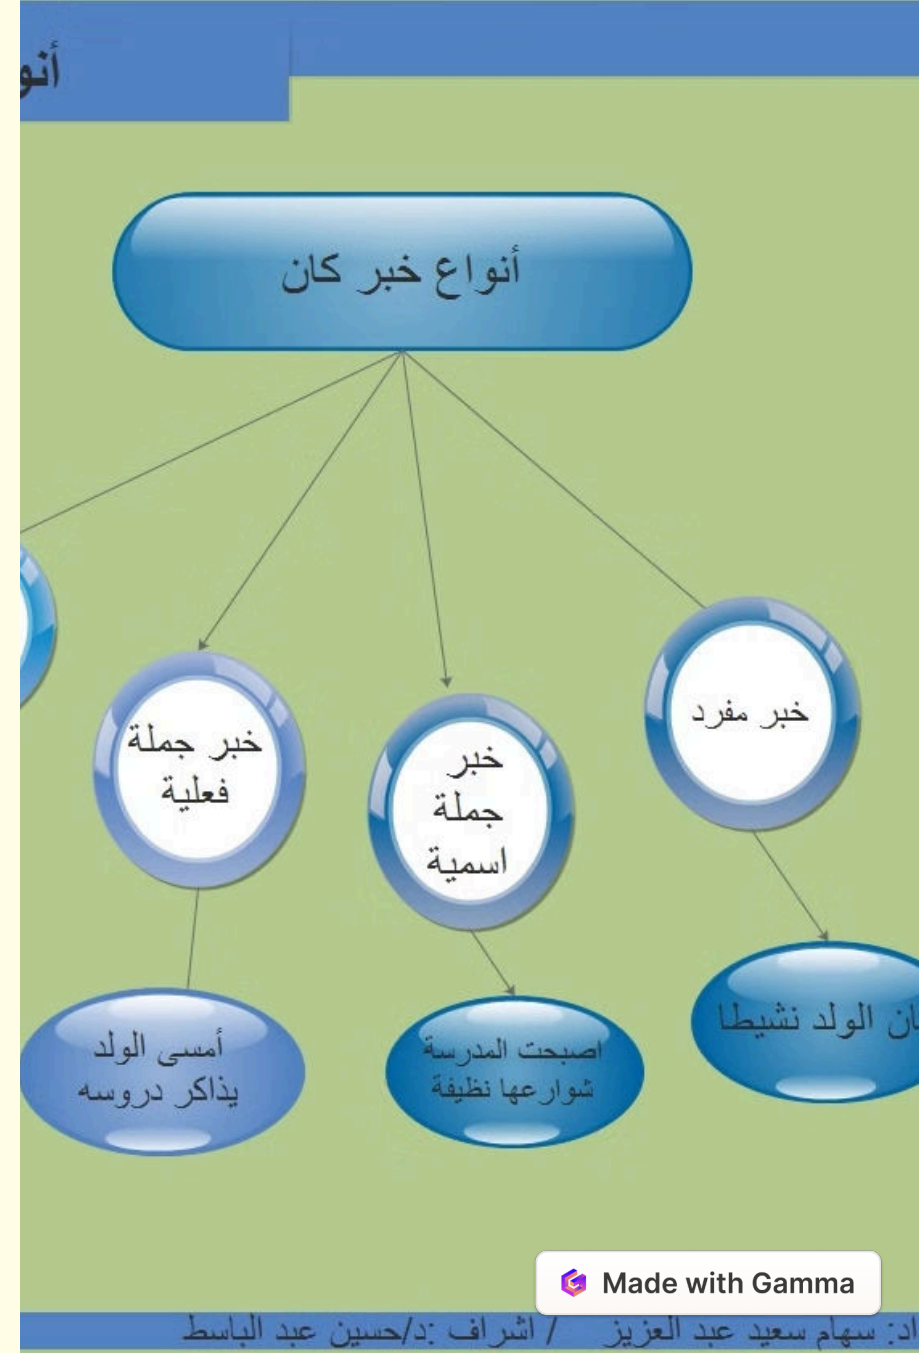 أنواع خبر كان
خبر مفرد
خبر
جملة
اسمية
خبر جملة
فعلية
الولد نشيطا
اصبحت المدرسة
شوارعها نظيفة
أمسى الولد
يذاكر دروسه
Made with Gamma
سهام سعيد عبد العزيز / اشراف :د/حسين عبد الباسط